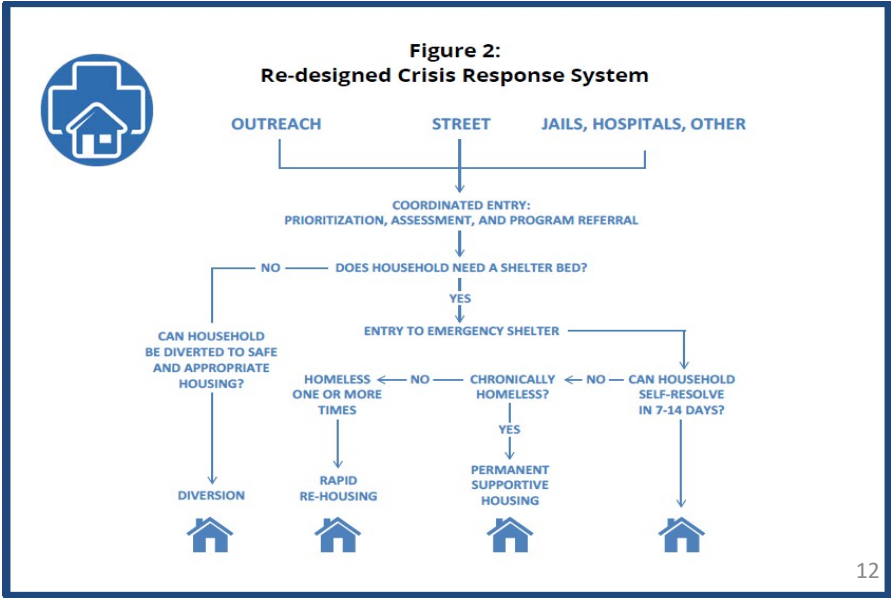 Figure 2:
Re-designed Crisis Response System
OUTREACH
STREET
JAILS, HOSPITALS, OTHER
COORDINATED ENTRY:
PRIORITIZATION, ASSESSMENT, AND PROGRAM REFERRAL
NO
DOES HOUSEHOLD NEED A SHELTER BED?
YES
ENTRY TO EMERGENCY SHELTER
CAN HOUSEHOLD
BE DIVERTED TO SAFE
AND APPROPRIATE
HOUSING?
HOMELESS
ONE OR MORE
TIMES
NO
CHRONICALLY
HOMELESS?
NO
CAN HOUSEHOLD
SELF-RESOLVE
IN 7-14 DAYS?
YES
DIVERSION
RAPID
RE-HOUSING
PERMANENT
SUPPORTIVE
HOUSING
12